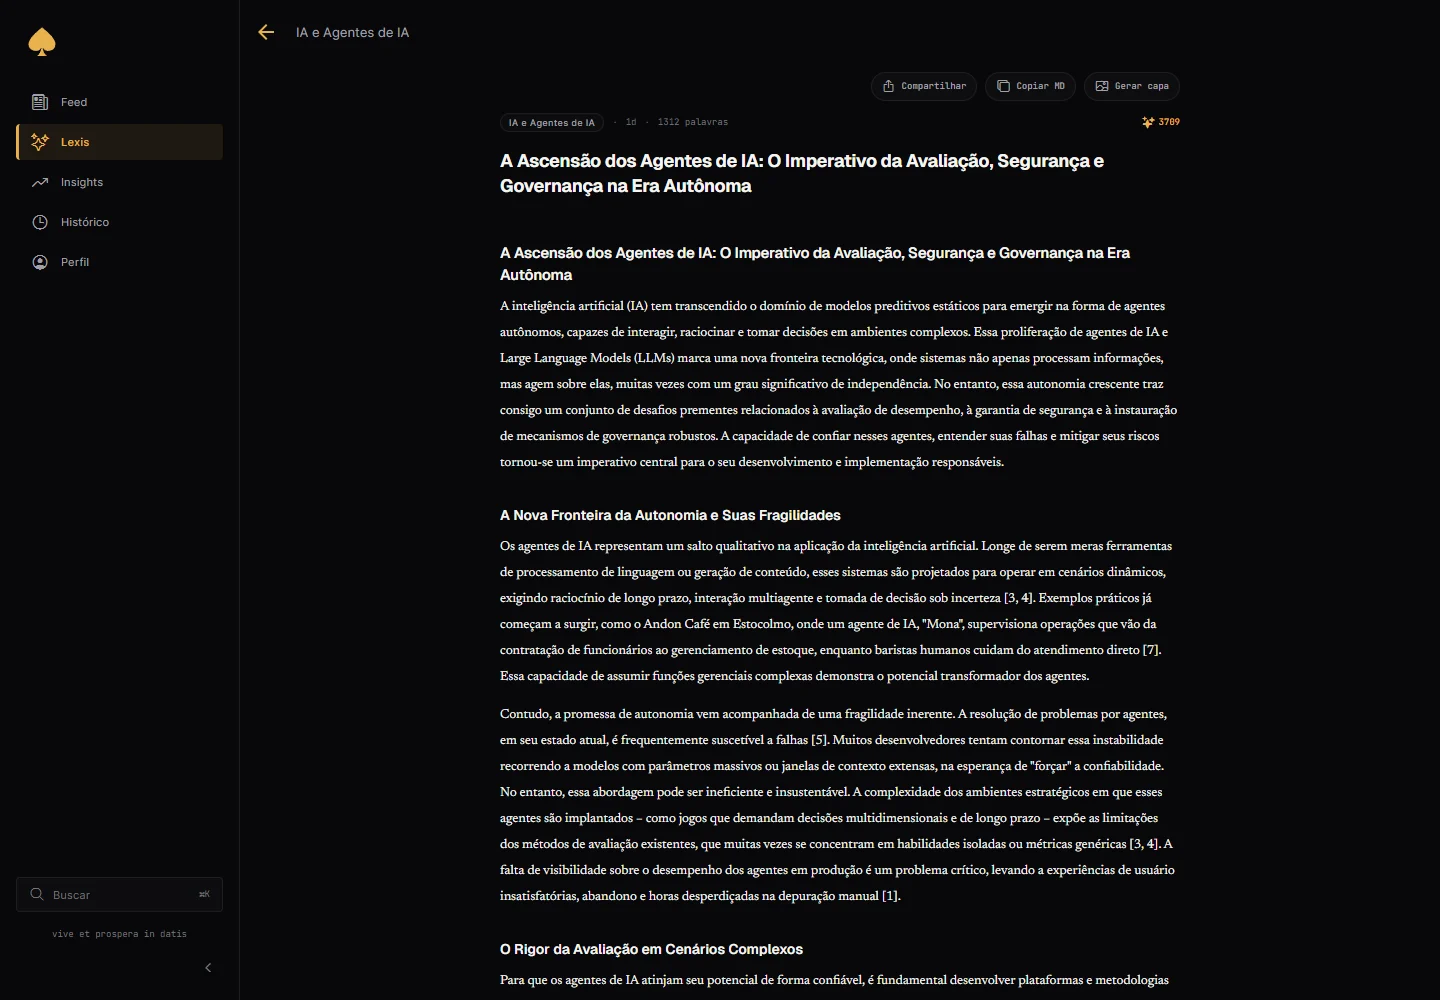 IA e Agentes de IA
Feed
Lexis
Insights
Histórico
Perfil
Buscar
⌘K
vive et prospera in datis
Compartilhar
Copiar MD
Gerar capa
IA e Agentes de IA · 1d · 1312 palavras
3709
A Ascensão dos Agentes de IA: O Imperativo da Avaliação, Segurança e
Governança na Era Autônoma
A Ascensão dos Agentes de IA: O Imperativo da Avaliação, Segurança e Governança na Era
Autônoma
A inteligência artificial (IA) tem transcendido o domínio de modelos preditivos estáticos para emergir na forma de agentes
autônomos, capazes de interagir, raciocinar e tomar decisões em ambientes complexos. Essa proliferação de agentes de IA e
Large Language Models (LLMs) marca uma nova fronteira tecnológica, onde sistemas não apenas processam informações,
mas agem sobre elas, muitas vezes com um grau significativo de independência. No entanto, essa autonomia crescente traz
consigo um conjunto de desafios prementes relacionados à avaliação de desempenho, à garantia de segurança e à instauração
de mecanismos de governança robustos. A capacidade de confiar nesses agentes, entender suas falhas e mitigar seus riscos
tornou-se um imperativo central para o seu desenvolvimento e implementação responsáveis.
A Nova Fronteira da Autonomia e Suas Fragilidades
Os agentes de IA representam um salto qualitativo na aplicação da inteligência artificial. Longe de serem meras ferramentas
de processamento de linguagem ou geração de conteúdo, esses sistemas são projetados para operar em cenários dinâmicos,
exigindo raciocínio de longo prazo, interação multiagente e tomada de decisão sob incerteza [3, 4]. Exemplos práticos já
começam a surgir, como o Andon Café em Estocolmo, onde um agente de IA, "Mona", supervisiona operações que vão da
contratação de funcionários ao gerenciamento de estoque, enquanto baristas humanos cuidam do atendimento direto [7].
Essa capacidade de assumir funções gerenciais complexas demonstra o potencial transformador dos agentes.
Contudo, a promessa de autonomia vem acompanhada de uma fragilidade inerente. A resolução de problemas por agentes,
em seu estado atual, é frequentemente suscetível a falhas [5]. Muitos desenvolvedores tentam contornar essa instabilidade
recorrendo a modelos com parâmetros massivos ou janelas de contexto extensas, na esperança de "forçar" a confiabilidade.
No entanto, essa abordagem pode ser ineficiente e insustentável. A complexidade dos ambientes estratégicos em que esses
agentes são implantados – como jogos que demandam decisões multidimensionais e de longo prazo – expõe as limitações
dos métodos de avaliação existentes, que muitas vezes se concentram em habilidades isoladas ou métricas genéricas [3, 4]. A
falta de visibilidade sobre o desempenho dos agentes em produção é um problema crítico, levando a experiências de usuário
insatisfatórias, abandono e horas desperdiçadas na depuração manual [1].
O Rigor da Avaliação em Cenários Complexos
Para que os agentes de IA atinjam seu potencial de forma confiável, é fundamental desenvolver plataformas e metodologias